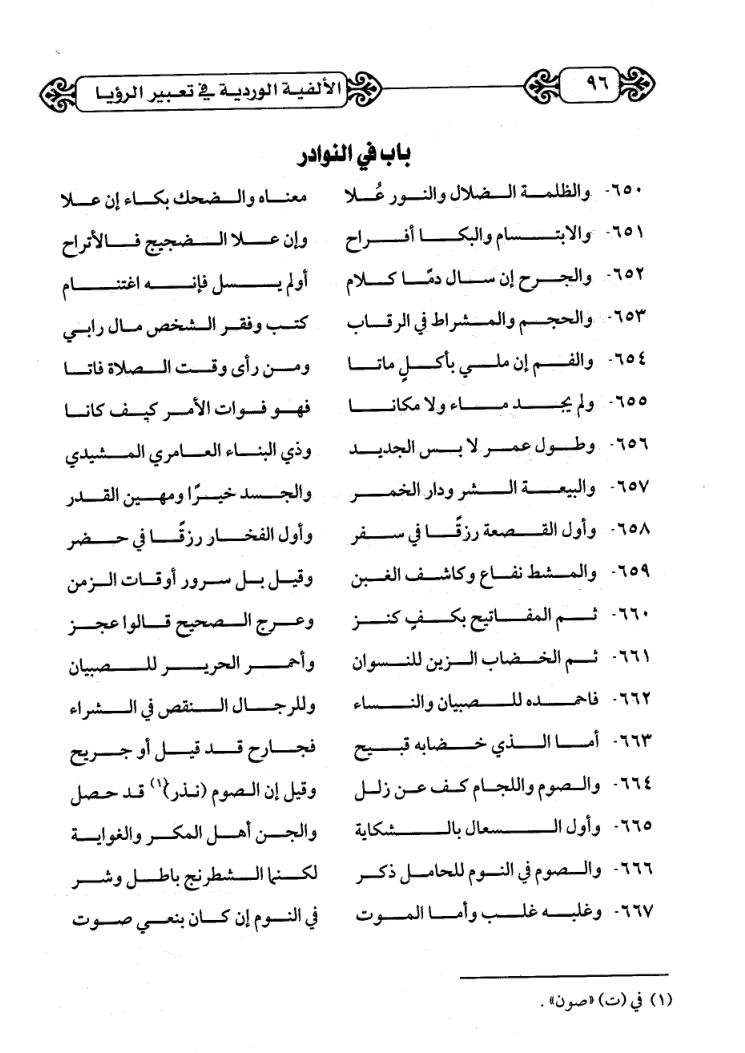 ٩٦
الألفية الوردية في تعبير الرؤيا
باب في النوادر
٦٥٠- والظلمة الضلال والنور عُلا معناه والضحك بكاء إن علا
٦٥١- والابتسام والبكا أفراح وإن علا الضجيج فالأتراح
٦٥٢- والجرح إن سال دمًا كلام أولم يسل فإنه اغتنام
٦٥٣- والحجم والمشراط في الرقاب كتب وفقر الشخص مال رابي
٦٥٤- والفم إن ملي بأكلٍ ماتا ومن رأى وقت الصلاة فاتا
٦٥٥- ولم يجد ماء ولا مكانا فهو فوات الأمر كيف كانا
٦٥٦- وطول عمر لا بس الجديد وذي البناء العامري المشيدي
٦٥٧- والبيعة الشر ودار الخمر والجسد خيرًا ومهين القدر
٦٥٨- وأول القصعة رزقًا في سفر وأول الفخار رزقًا في حضر
٦٥٩- والمشط نفاع وكاشف الغبن وقيل بل سرور أوقات الزمن
٦٦٠- ثم المفاتيح بكفٍ كنز وعرج الصحيح قالوا عجز
٦٦١- ثم الخضاب الزين للنسوان وأحمر الحرير للصبيان
٦٦٢- فاحمده للصبيان والنساء وللرجال النقص في الشراء
٦٦٣- أما الذي خضابه قبيح فجارح قد قيل أو جريح
٦٦٤- والصوم واللجام كف عن زلل وقيل إن الصوم (نذر)(١) قد حصل
٦٦٥- وأول السعال بالشكاية والجن أهل المكر والغواية
٦٦٦- والصوم في النوم للحامل ذكر لكنما الشطرنج باطل وشر
٦٦٧- وغلبه غلب وأما الموت في النوم إن كان بنعي صوت
(١) في (ت) «صون».